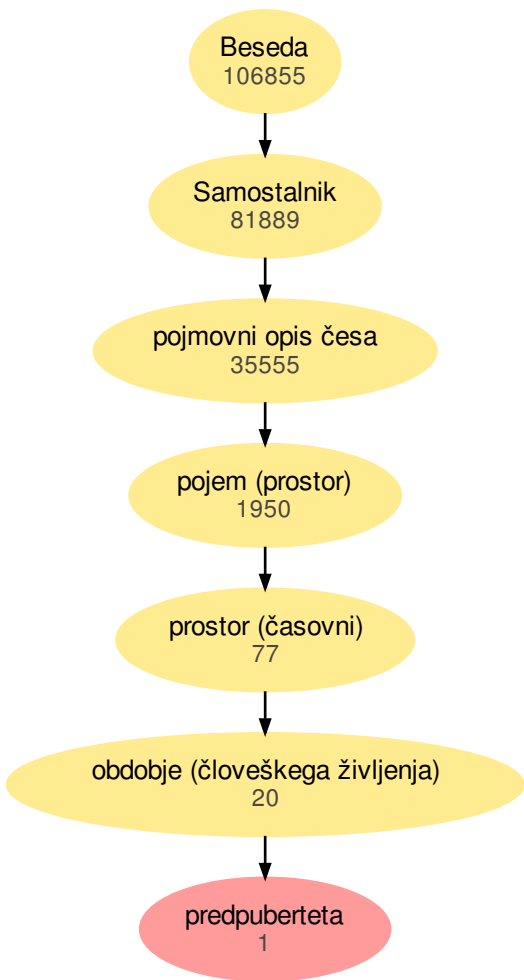 Beseda
106855
Samostalnik
81889
pojmovni opis česa
35555
pojem (prostor)
1950
prostor (časovni)
77
obdobje (človeškega življenja)
20
predpuberteta
1